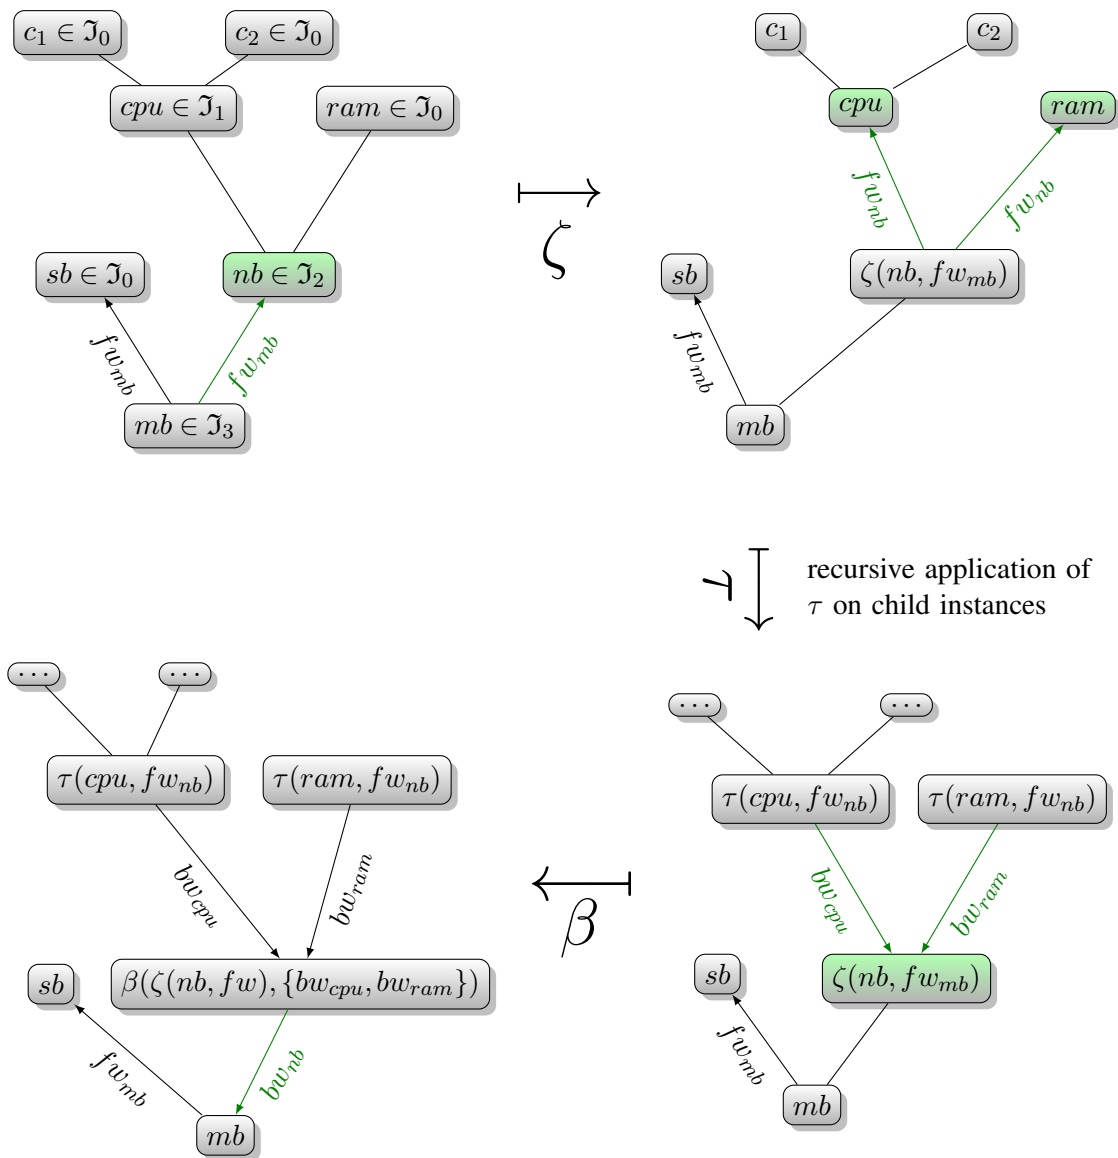 c₁ ∈ ℑ₀
c₂ ∈ ℑ₀
cpu ∈ ℑ₁
ram ∈ ℑ₀
sb ∈ ℑ₀
nb ∈ ℑ₂
fw_mb
fw_mb
mb ∈ ℑ₃
ζ
c₁
c₂
cpu
ram
fw_nb
fw_nb
sb
ζ(nb, fw_mb)
fw_mb
mb
τ
recursive application of
τ on child instances
···
···
τ(cpu, fw_nb)
τ(ram, fw_nb)
bw_cpu
bw_ram
sb
ζ(nb, fw_mb)
fw_mb
mb
β
···
···
τ(cpu, fw_nb)
τ(ram, fw_nb)
bw_cpu
bw_ram
sb
β(ζ(nb, fw), {bw_cpu, bw_ram})
fw_mb
bw_nb
mb